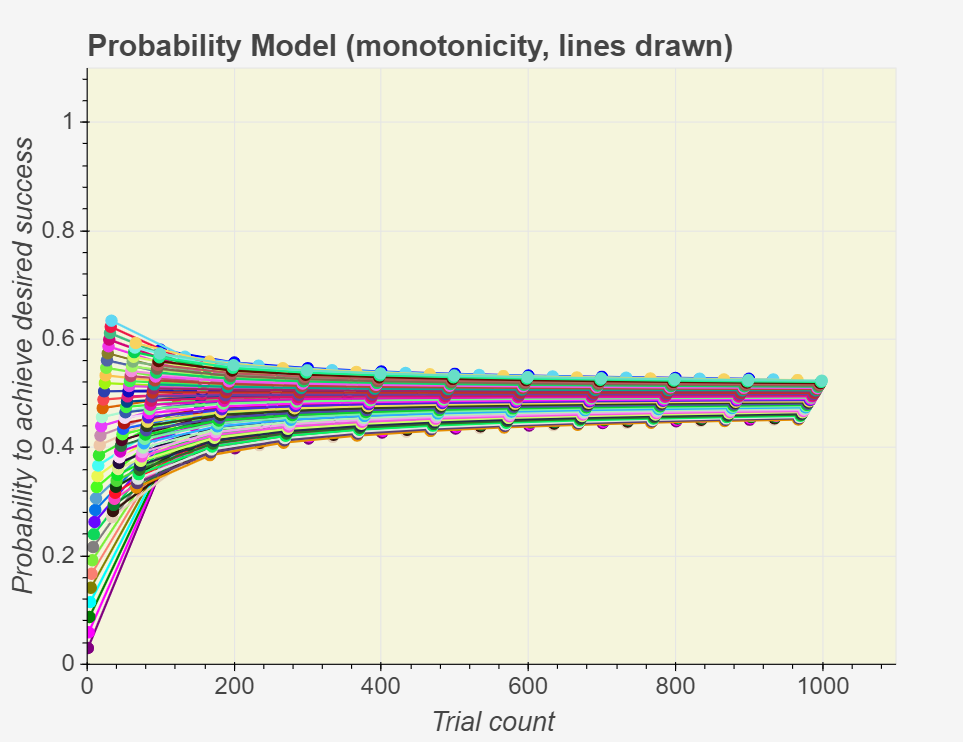 Probability Model (monotonicity, lines drawn)
Probability to achieve desired success
1
0.8
0.6
0.4
0.2
0
0 200 400 600 800 1000
Trial count